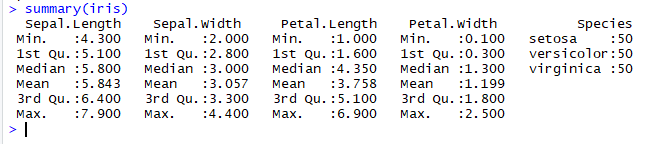 > summary(iris)
  Sepal.Length    Sepal.Width     Petal.Length    Petal.Width          Species
 Min.   :4.300   Min.   :2.000   Min.   :1.000   Min.   :0.100   setosa    :50
 1st Qu.:5.100   1st Qu.:2.800   1st Qu.:1.600   1st Qu.:0.300   versicolor:50
 Median :5.800   Median :3.000   Median :4.350   Median :1.300   virginica :50
 Mean   :5.843   Mean   :3.057   Mean   :3.758   Mean   :1.199
 3rd Qu.:6.400   3rd Qu.:3.300   3rd Qu.:5.100   3rd Qu.:1.800
 Max.   :7.900   Max.   :4.400   Max.   :6.900   Max.   :2.500
>